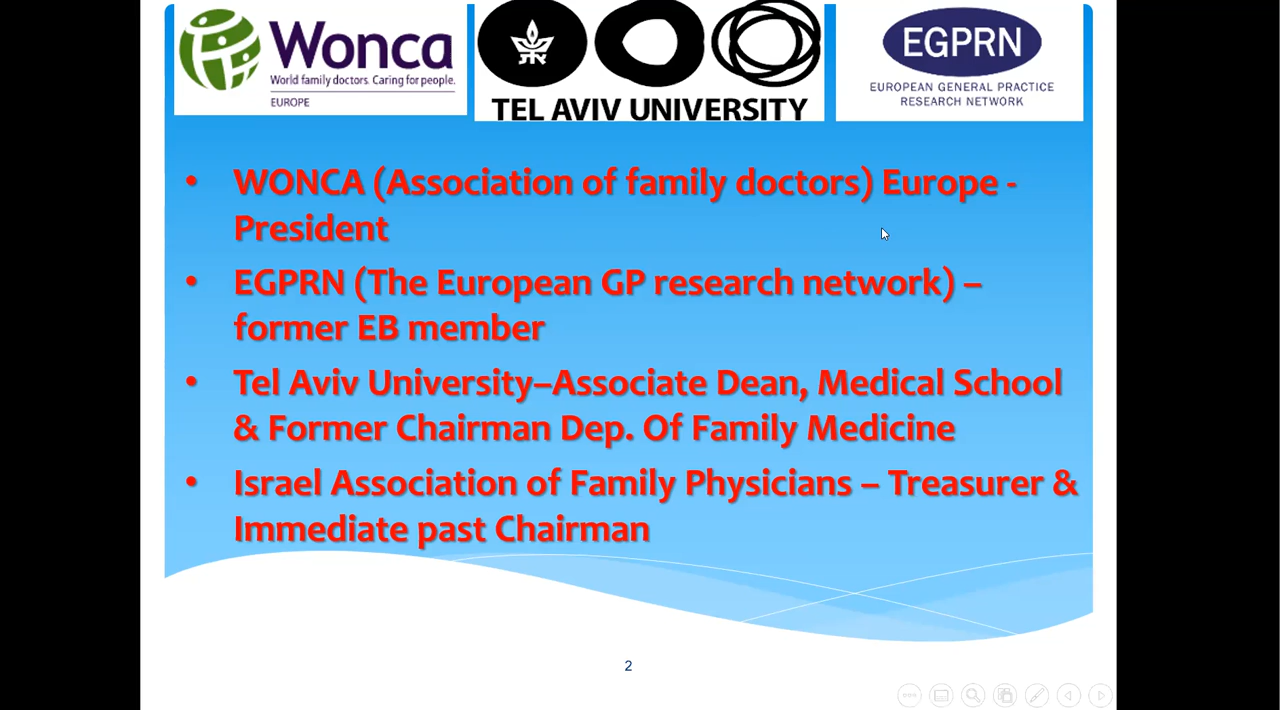 Wonca
World family doctors. Caring for people.
EUROPE
TEL AVIV UNIVERSITY
EGPRN
EUROPEAN GENERAL PRACTICE
RESEARCH NETWORK
• WONCA (Association of family doctors) Europe -
President
• EGPRN (The European GP research network) –
former EB member
• Tel Aviv University–Associate Dean, Medical School
& Former Chairman Dep. Of Family Medicine
• Israel Association of Family Physicians – Treasurer &
Immediate past Chairman
2